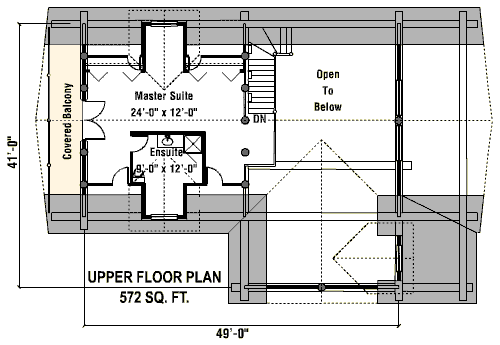 Open
To
Below
Covered Balcony
Master Suite
24'-0" x 12'-0"
DN
Ensuite
9'-0" x 12'-0"
41'-0"
UPPER FLOOR PLAN
572 SQ. FT.
49'-0"